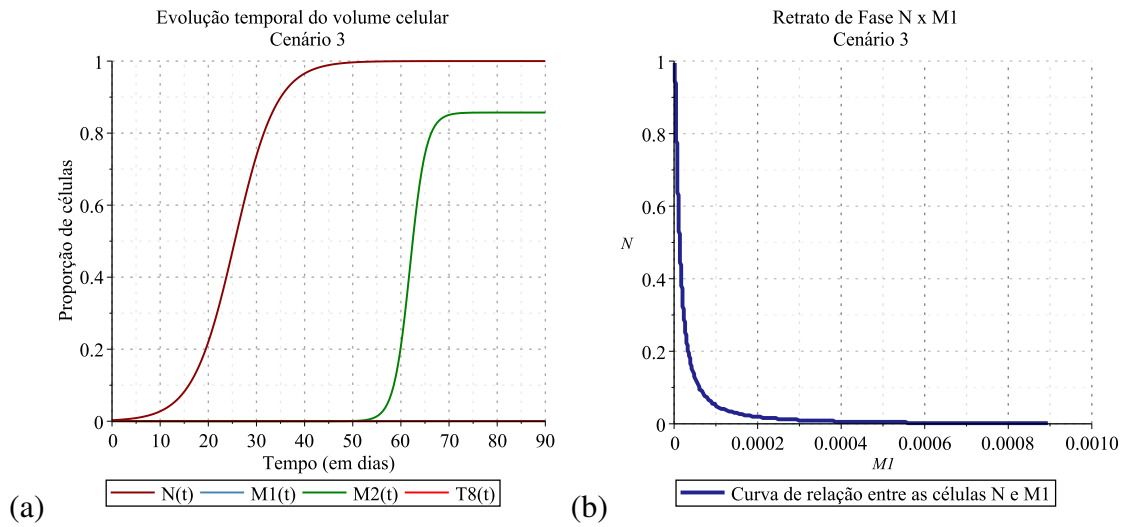 Evolução temporal do volume celular
Cenário 3
1
0.8
0.6
0.4
0.2
0
Proporção de células
0 10 20 30 40 50 60 70 80 90
Tempo (em dias)
N(t) M1(t) M2(t) T8(t)
(a)
Retrato de Fase N x M1
Cenário 3
1
0.8
0.6
0.4
0.2
0
N
0 0.0002 0.0004 0.0006 0.0008 0.0010
M1
Curva de relação entre as células N e M1
(b)